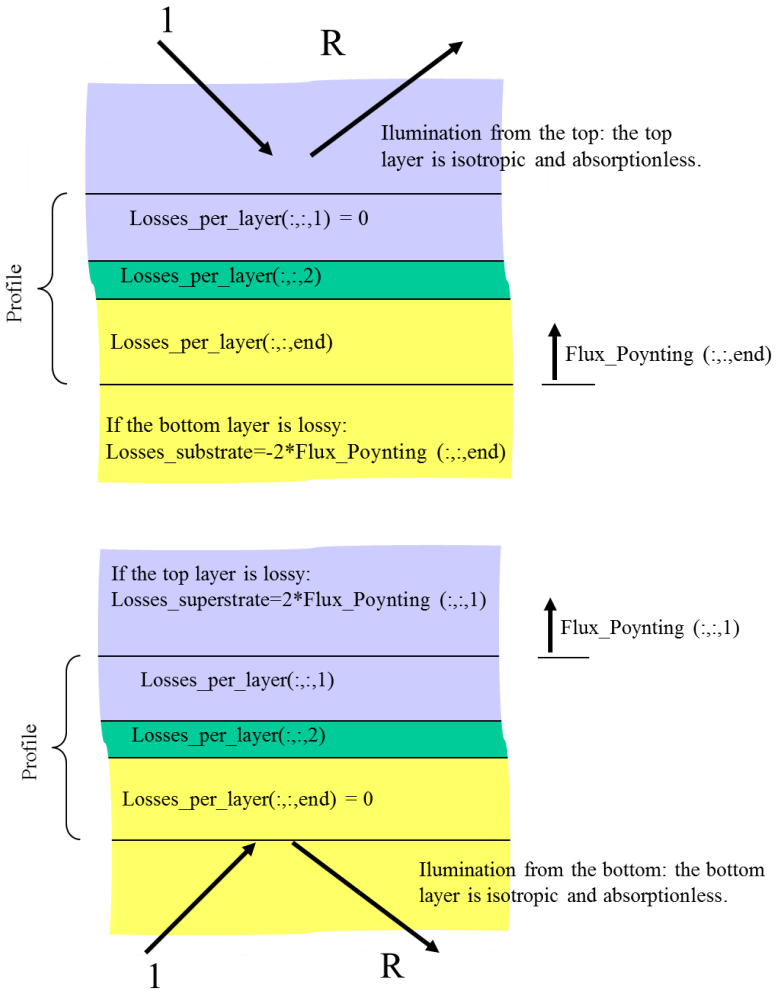 1
R
Ilumination from the top: the top
layer is isotropic and absorptionless.
Losses_per_layer(:,:,1) = 0
Losses_per_layer(:,:,2)
Profile
Losses_per_layer(:,:,end)
Flux_Poynting (:,:,end)
If the bottom layer is lossy:
Losses_substrate=-2*Flux_Poynting (:,:,end)
If the top layer is lossy:
Losses_superstrate=2*Flux_Poynting (:,:,1)
Flux_Poynting (:,:,1)
Losses_per_layer(:,:,1)
Losses_per_layer(:,:,2)
Profile
Losses_per_layer(:,:,end) = 0
Ilumination from the bottom: the bottom
layer is isotropic and absorptionless.
1
R